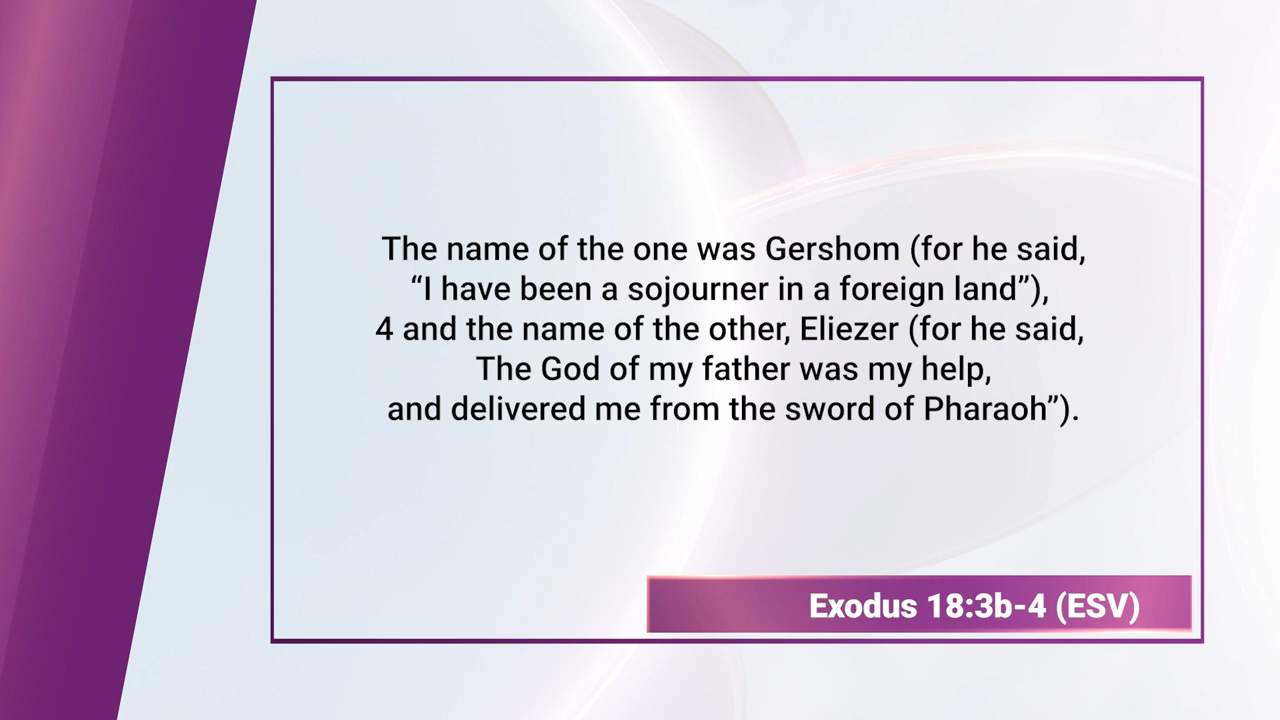 The name of the one was Gershom (for he said,
“I have been a sojourner in a foreign land”),
4 and the name of the other, Eliezer (for he said,
The God of my father was my help,
and delivered me from the sword of Pharaoh”).
Exodus 18:3b-4 (ESV)